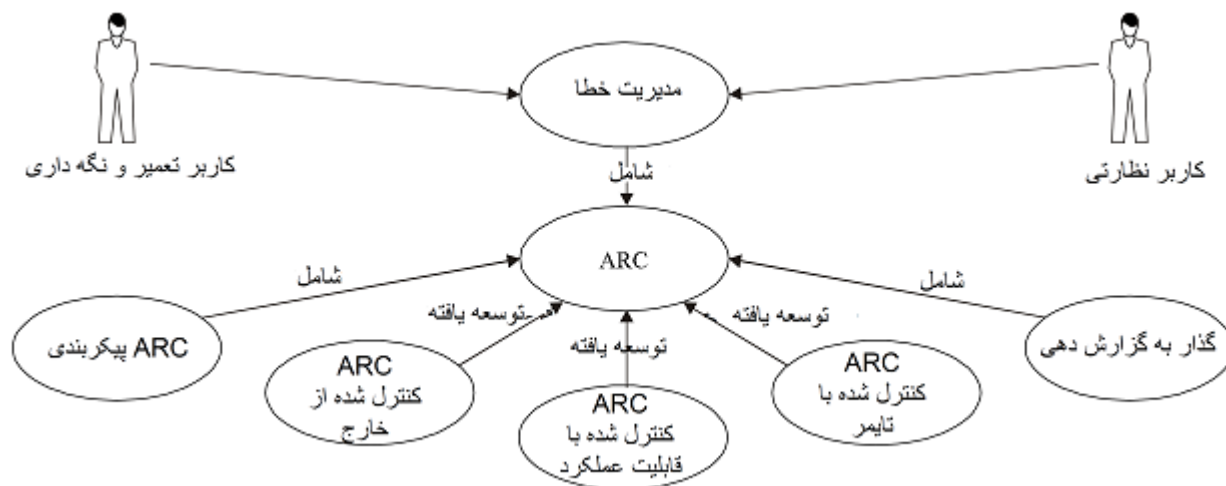 مدیریت خطا
کاربر تعمیر و نگه داری
کاربر نظارتی
شامل
ARC
شامل
شامل
توسعه یافته
توسعه یافته
توسعه یافته
پیکربندی ARC
ARC
کنترل شده از
خارج
ARC
کنترل شده با
قابلیت عملکرد
ARC
کنترل شده با
تایمر
گذار به گزارش دهی